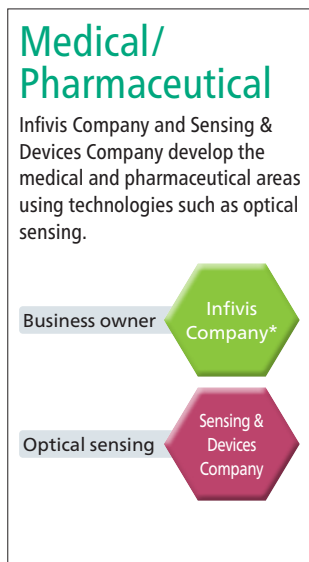 Medical/
Pharmaceutical
Infivis Company and Sensing &
Devices Company develop the
medical and pharmaceutical areas
using technologies such as optical
sensing.
Business owner
Infivis
Company*
Optical sensing
Sensing &
Devices
Company